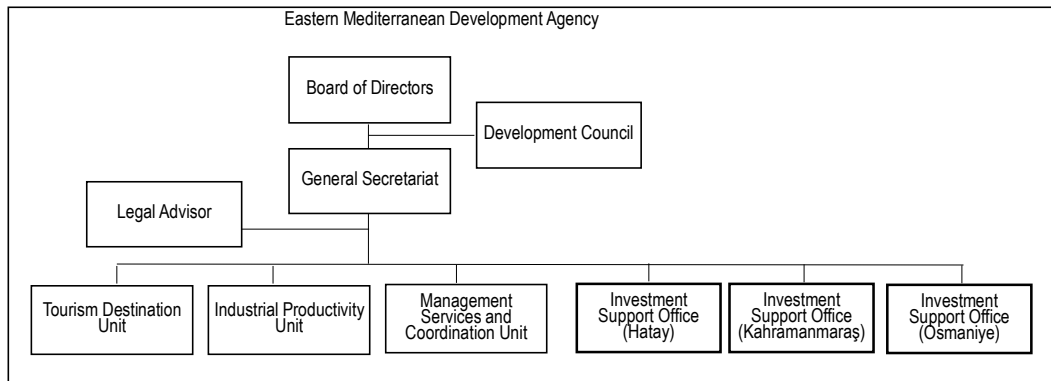 Eastern Mediterranean Development Agency
Board of Directors
Development Council
General Secretariat
Legal Advisor
Tourism Destination
Unit
Industrial Productivity
Unit
Management
Services and
Coordination Unit
Investment
Support Office
(Hatay)
Investment
Support Office
(Kahramanmaraş)
Investment
Support Office
(Osmaniye)